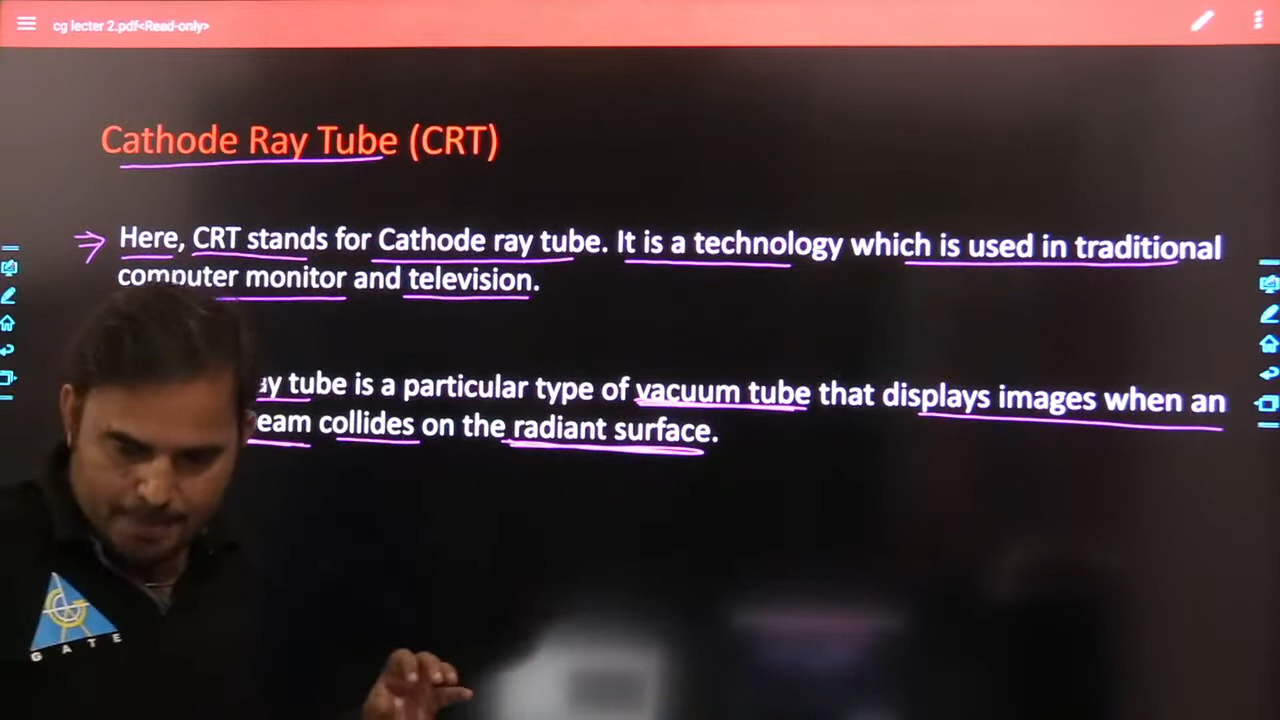 cg lecter 2.pdf<Read-only>
Cathode Ray Tube (CRT)
Here, CRT stands for Cathode ray tube. It is a technology which is used in traditional
computer monitor and television.
tube is a particular type of vacuum tube that displays images when an
collides on the radiant surface.
GATE